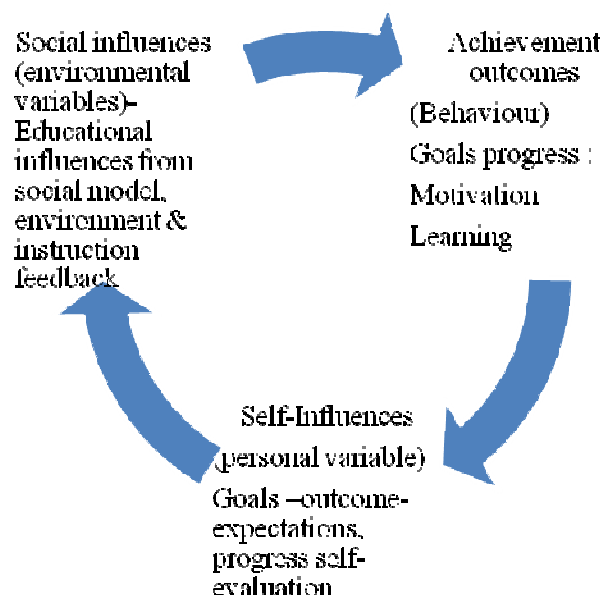 Social influences
(environmental
variables)-
Educational
influences from
social model,
environment &
instruction
feedback
Achievement
outcomes
(Behaviour)
Goals progress :
Motivation
Learning
Self-Influences
(personal variable)
Goals –outcome-
expectations,
progress self-
evaluation